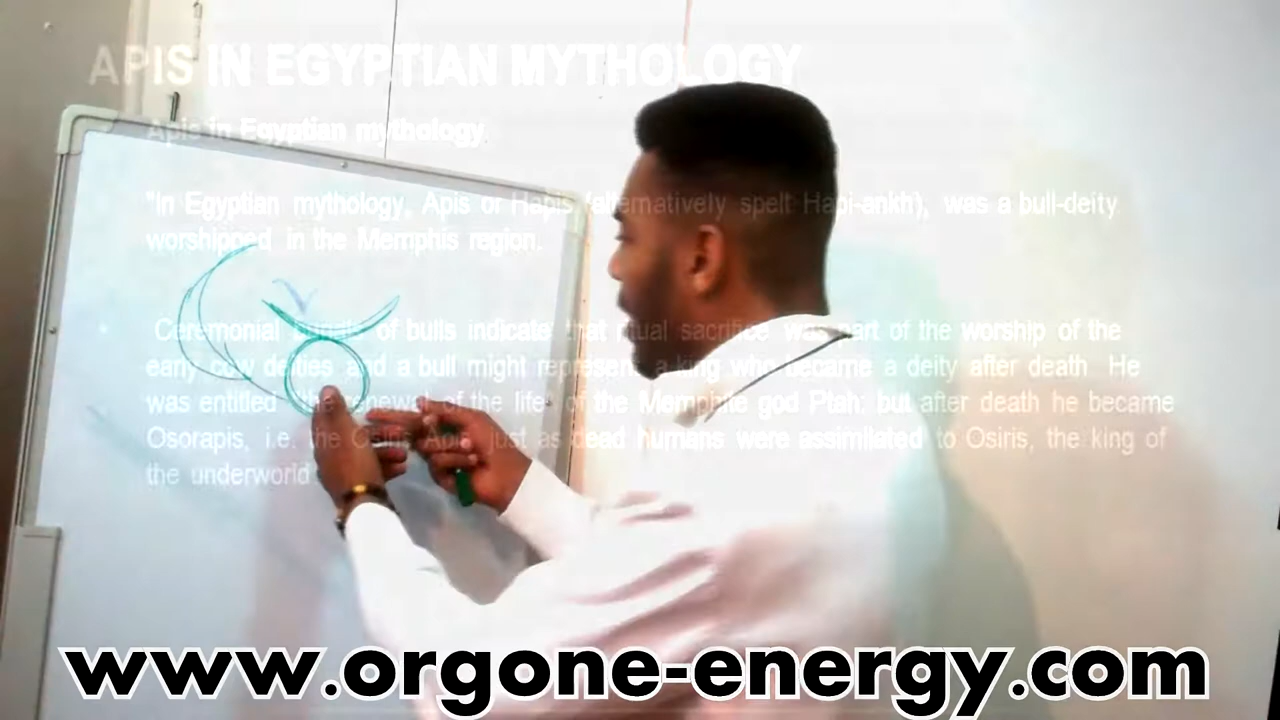 APIS IN EGYPTIAN MYTHOLOGY
Apis in Egyptian mythology.
"In Egyptian mythology, Apis or Hapis (alternatively spelt Hapi-ankh), was a bull-deity
worshipped in the Memphis region.
Ceremonial burials of bulls indicate that ritual sacrifice was part of the worship of the
early cow deities and a bull might represent a king who became a deity after death. He
was entitled "the renewal of the life" of the Memphite god Ptah: but after death he became
Osorapis, i.e. the just as dead humans were assimilated to Osiris, the king of
the underworld
www.orgone-energy.com